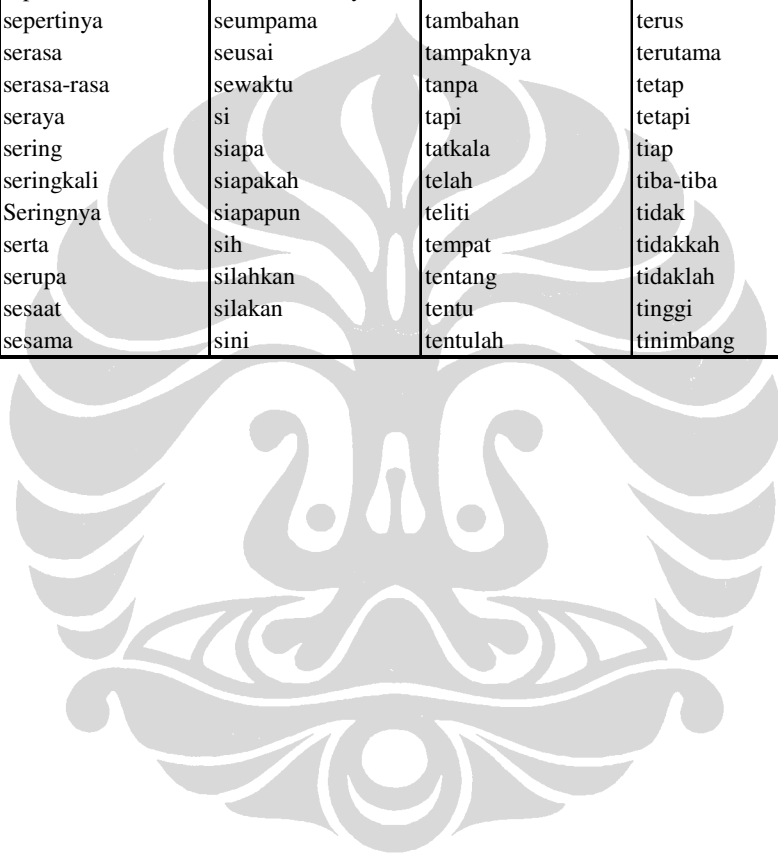 sepertinya seumpama tambahan terus
serasa seusai tampaknya terutama
serasa-rasa sewaktu tanpa tetap
seraya si tapi tetapi
sering siapa tatkala tiap
seringkali siapakah telah tiba-tiba
Seringnya siapapun teliti tidak
serta sih tempat tidakkah
serupa silahkan tentang tidaklah
sesaat silakan tentu tinggi
sesama sini tentulah tinimbang